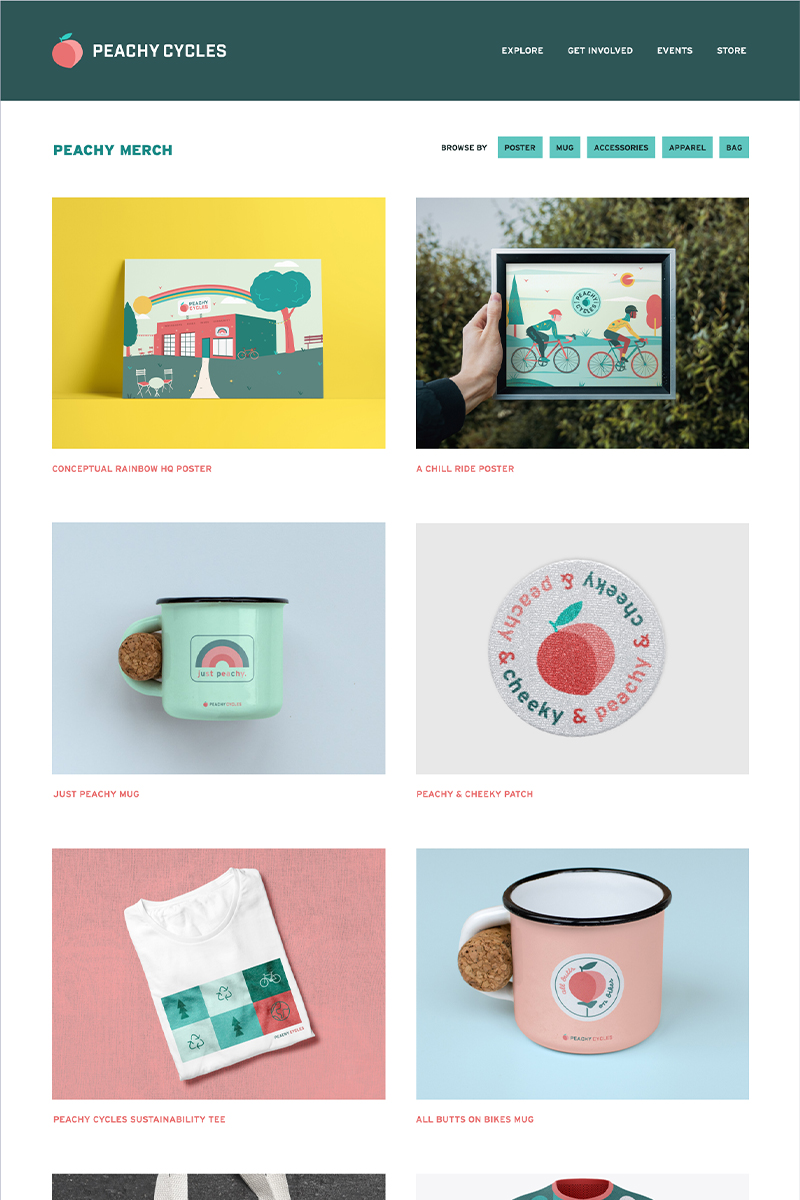 PEACHY CYCLES
EXPLORE GET INVOLVED EVENTS STORE
PEACHY MERCH
BROWSE BY POSTER MUG ACCESSORIES APPAREL BAG
PEACHY
CYCLES
PEACHY CYCLES
CONCEPTUAL RAINBOW HQ POSTER
A CHILL RIDE POSTER
just peachy.
PEACHY CYCLES
peachy & cheeky & peachy & cheeky &
JUST PEACHY MUG
PEACHY & CHEEKY PATCH
PEACHY CYCLES
all butts on bikes
PEACHY CYCLES
PEACHY CYCLES SUSTAINABILITY TEE
ALL BUTTS ON BIKES MUG